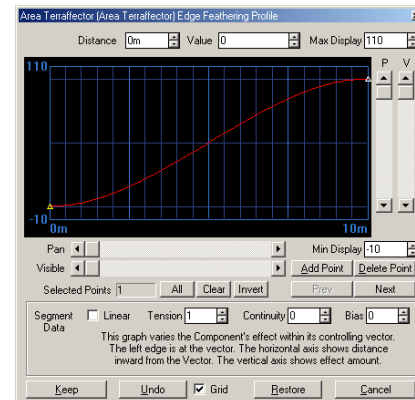 Area Terraffector (Area Terraffector) Edge Feathering Profile
Distance 0m Value 0 Max Display 110
P V
110
-10
0m 10m
Pan Min Display -10
Visible Add Point Delete Point
Selected Points 1 All Clear Invert Prev Next
Segment Data Linear Tension 1 Continuity 0 Bias 0
This graph varies the Component's effect within its controlling vector.
The left edge is at the vector. The horizontal axis shows distance
inward from the Vector. The vertical axis shows effect amount.
Keep Undo Grid Restore Cancel